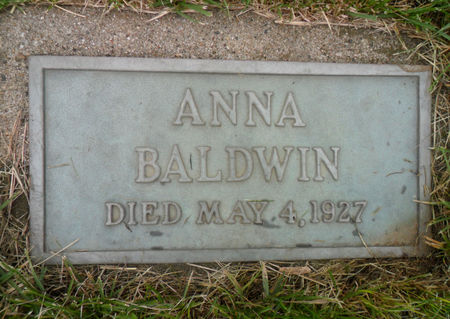 ANNA
BALDWIN
DIED MAY 4, 1927